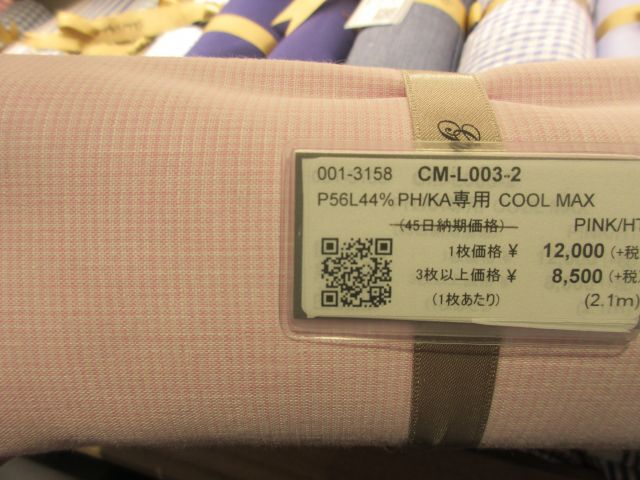 001-3158 CM-L003-2
P56L44% PH/KA専用 COOL MAX
(45日納期価格) PINK/HT
1枚価格 ¥ 12,000 (+税
3枚以上価格 ¥ 8,500 (+税
(1枚あたり) (2.1m)